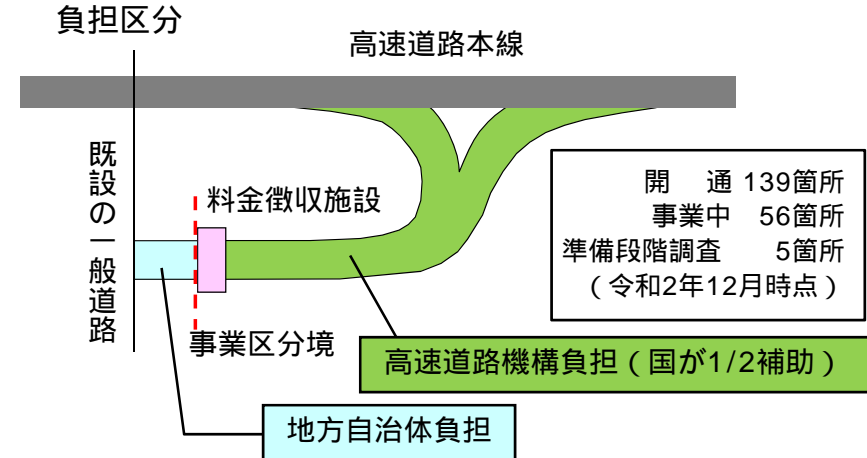 負担区分
高速道路本線
既設の一般道路
料金徴収施設
開　通 139箇所
事業中　56箇所
準備段階調査　5箇所
（令和2年12月時点）
事業区分境
高速道路機構負担（国が1/2補助）
地方自治体負担